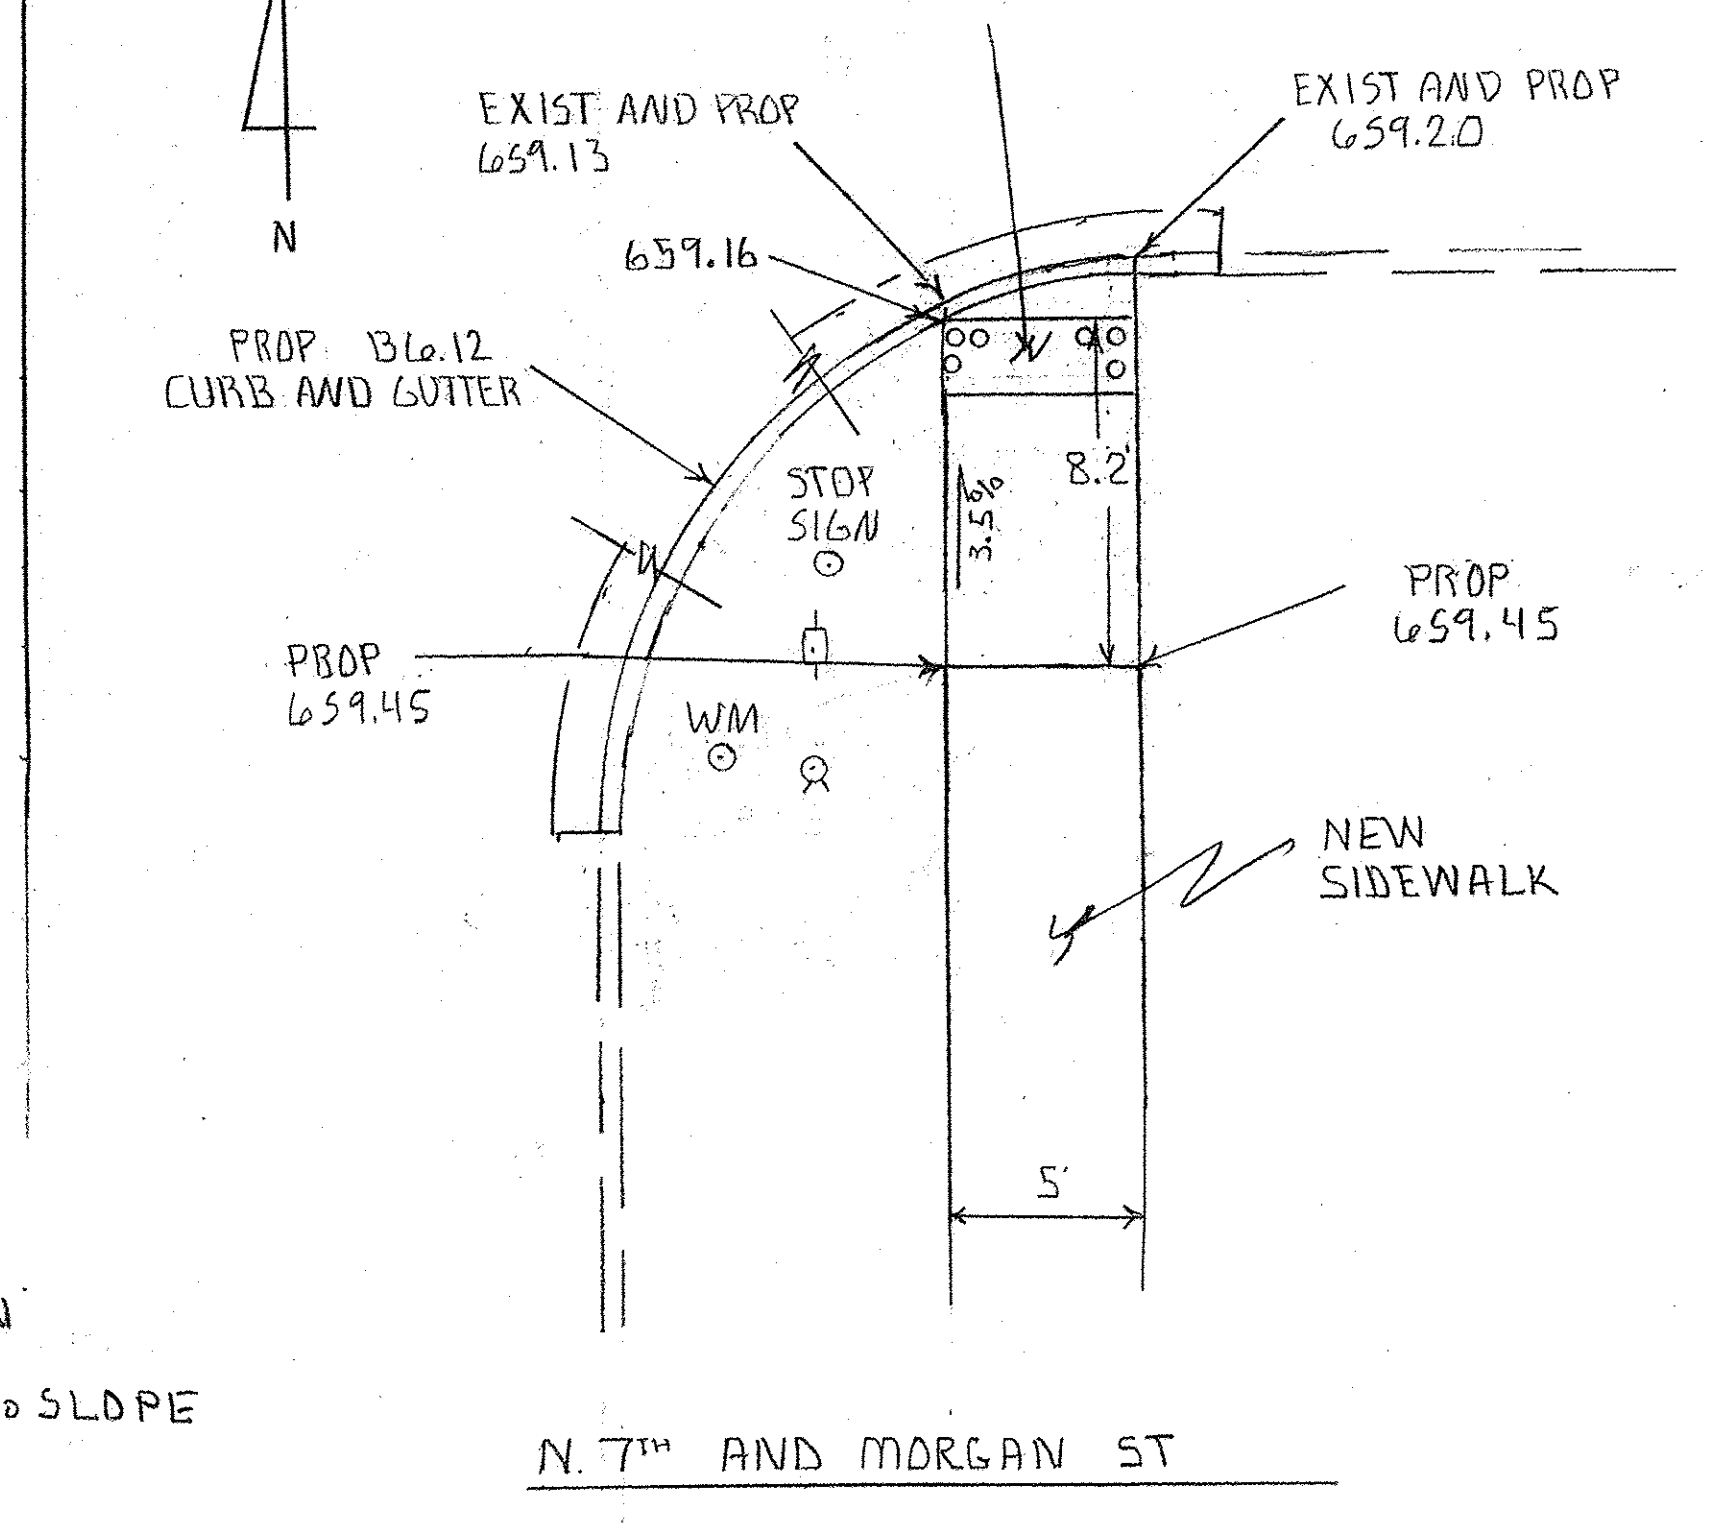 EXIST AND PROP
659.13
EXIST AND PROP
659.20
N
659.16
PROP B6.12
CURB AND GUTTER
STOP
SIGN
3.5%
8.2'
PROP
659.45
PROP
659.45
WM
NEW
SIDEWALK
5'
SLOPE
N. 7TH AND MORGAN ST